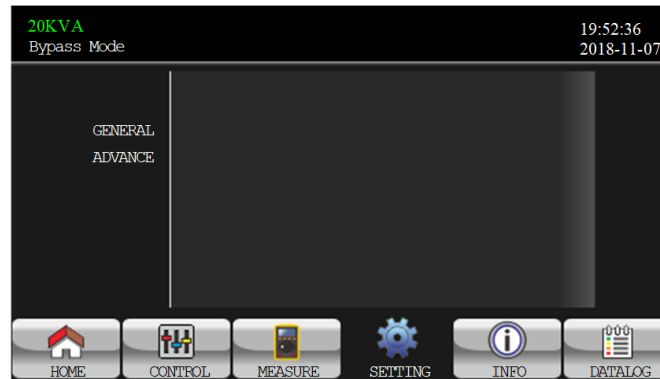 20KVA
Bypass Mode
19:52:36
2018-11-07
GENERAL
ADVANCE
HOME
CONTROL
MEASURE
SETTING
INFO
DATALOG